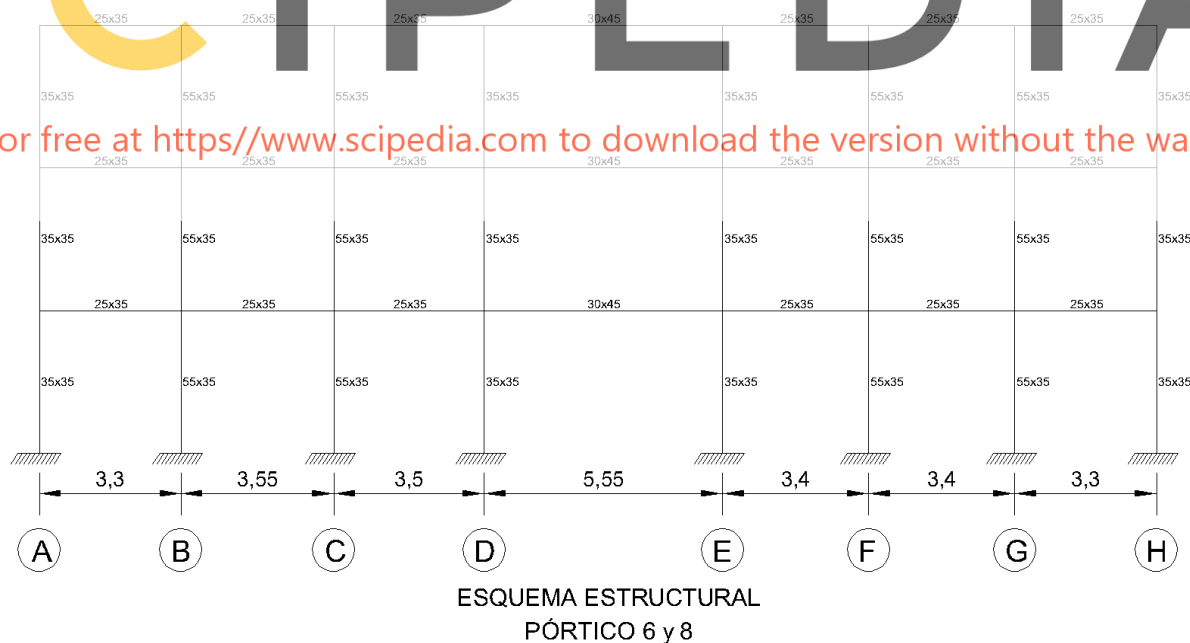 CIPEDIA
25x35 25x35 25x35 30x45 25x35 25x35 25x35
35x35 55x35 55x35 35x35 35x35 55x35 55x35 35x35
or free at https//www.scipedia.com to download the version without the wa
25x35 25x35 25x35 30x45 25x35 25x35 25x35
35x35 55x35 55x35 35x35 35x35 55x35 55x35 35x35
25x35 25x35 25x35 30x45 25x35 25x35 25x35
35x35 55x35 55x35 35x35 35x35 55x35 55x35 35x35
3,3 3,55 3,5 5,55 3,4 3,4 3,3
A B C D E F G H
ESQUEMA ESTRUCTURAL
PÓRTICO 6 y 8